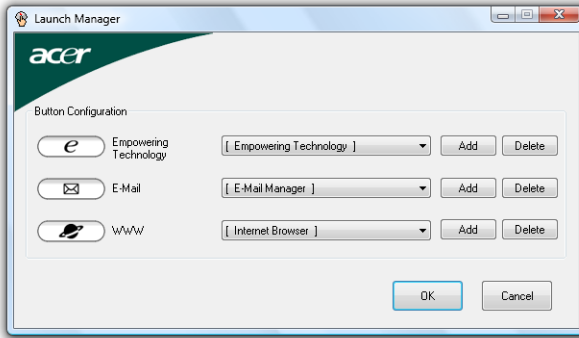 Launch Manager
acer
Button Configuration
e
Empowering
Technology
[ Empowering Technology ]
Add
Delete
E-Mail
[ E-Mail Manager ]
Add
Delete
WWW
[ Internet Browser ]
Add
Delete
OK
Cancel